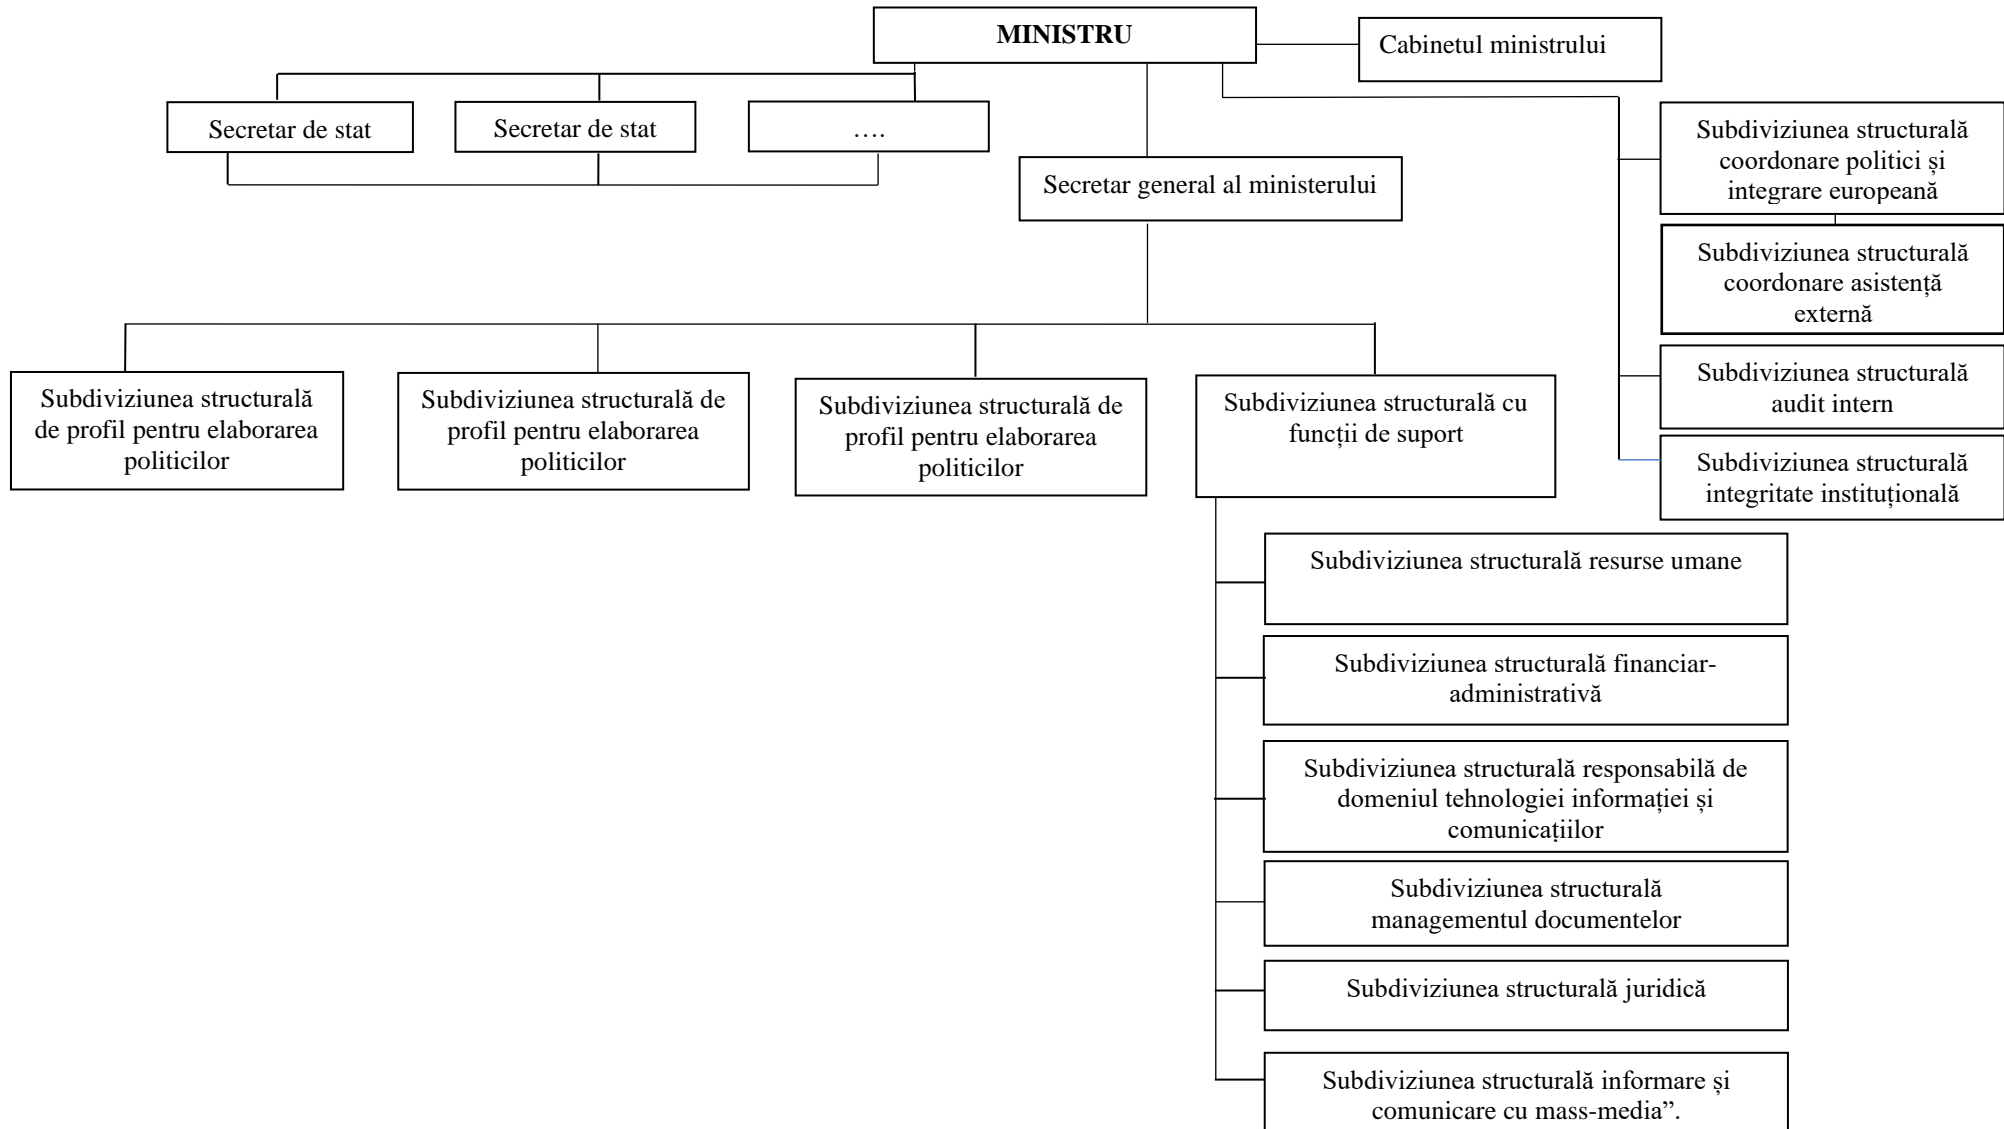 MINISTRU
Cabinetul ministrului
Secretar de stat
Secretar de stat
….
Secretar general al ministerului
Subdiviziunea structurală
coordonare politici și
integrare europeană
Subdiviziunea structurală
coordonare asistență
externă
Subdiviziunea structurală
audit intern
Subdiviziunea structurală
integritate instituțională
Subdiviziunea structurală
de profil pentru elaborarea
politicilor
Subdiviziunea structurală de
profil pentru elaborarea
politicilor
Subdiviziunea structurală de
profil pentru elaborarea
politicilor
Subdiviziunea structurală cu
funcții de suport
Subdiviziunea structurală resurse umane
Subdiviziunea structurală financiar-
administrativă
Subdiviziunea structurală responsabilă de
domeniul tehnologiei informației și
comunicațiilor
Subdiviziunea structurală
managementul documentelor
Subdiviziunea structurală juridică
Subdiviziunea structurală informare și
comunicare cu mass-media”.